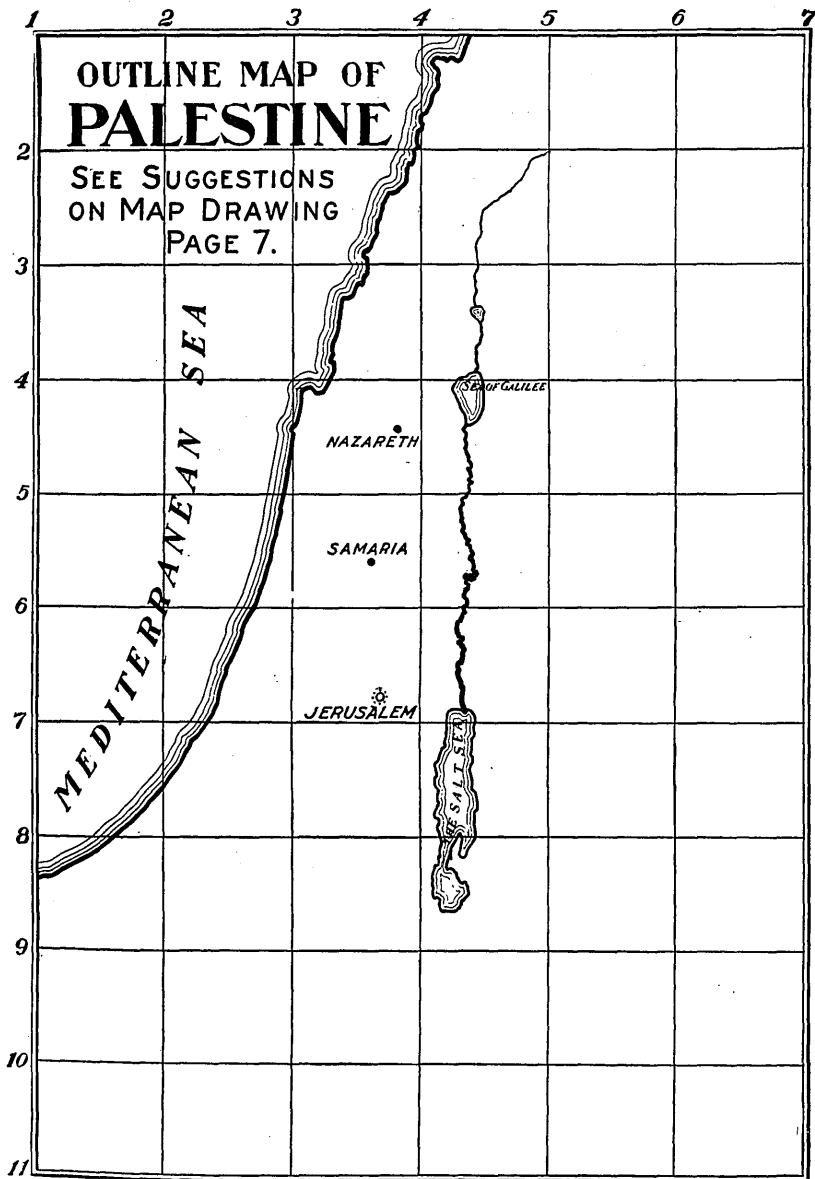 1 2 3 4 5 6 7
OUTLINE MAP OF
PALESTINE
2
SEE SUGGESTIONS
ON MAP DRAWING
PAGE 7.
3
MEDITERRANEAN SEA
4
SEA OF GALILEE
NAZARETH
5
SAMARIA
6
JERUSALEM
7
SALT SEA
8
9
10
11